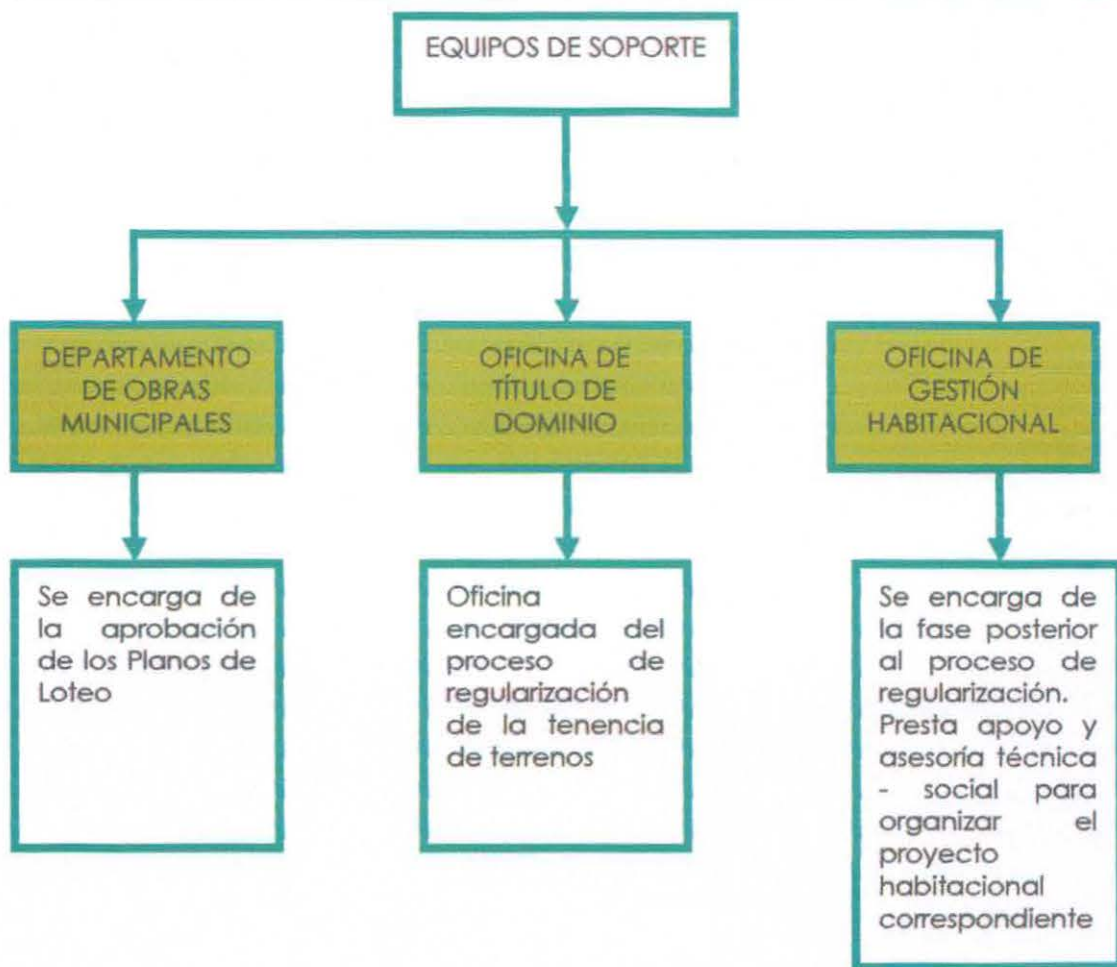 EQUIPOS DE SOPORTE
DEPARTAMENTO
DE OBRAS
MUNICIPALES
OFICINA DE
TÍTULO DE
DOMINIO
OFICINA DE
GESTIÓN
HABITACIONAL
Se encarga de
la aprobación
de los Planos de
Loteo
Oficina
encargada del
proceso de
regularización
de la tenencia
de terrenos
Se encarga de
la fase posterior
al proceso de
regularización.
Presta apoyo y
asesoría técnica
- social para
organizar el
proyecto
habitacional
correspondiente